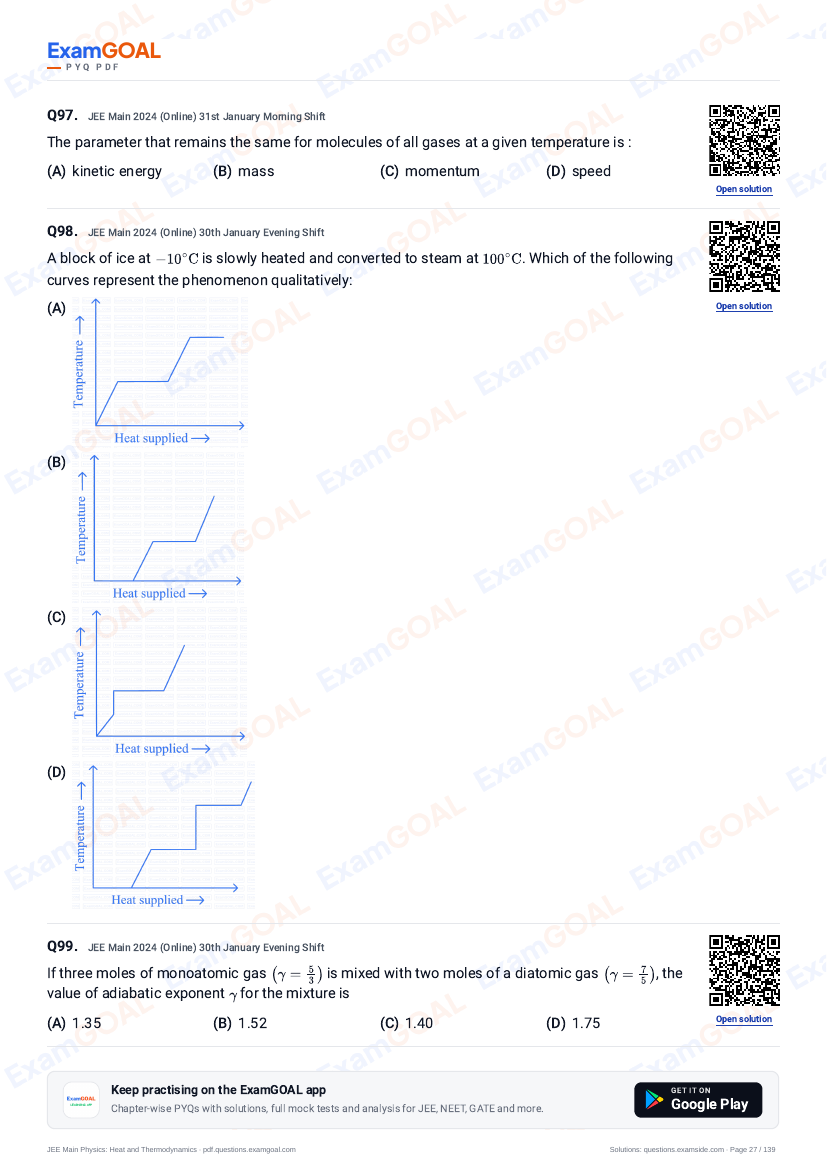 ExamGOAL
PYQ PDF
Q97. JEE Main 2024 (Online) 31st January Morning Shift
The parameter that remains the same for molecules of all gases at a given temperature is :
(A) kinetic energy (B) mass (C) momentum (D) speed
Open solution
Q98. JEE Main 2024 (Online) 30th January Evening Shift
A block of ice at −10°C is slowly heated and converted to steam at 100°C. Which of the following
curves represent the phenomenon qualitatively:
Open solution
(A)
Temperature →
Heat supplied →
(B)
Temperature →
Heat supplied →
(C)
Temperature →
Heat supplied →
(D)
Temperature →
Heat supplied →
Q99. JEE Main 2024 (Online) 30th January Evening Shift
If three moles of monoatomic gas (γ = 5/3) is mixed with two moles of a diatomic gas (γ = 7/5), the
value of adiabatic exponent γ for the mixture is
(A) 1.35 (B) 1.52 (C) 1.40 (D) 1.75
Open solution
ExamGOAL
Keep practising on the ExamGOAL app
Chapter-wise PYQs with solutions, full mock tests and analysis for JEE, NEET, GATE and more.
GET IT ON
Google Play
JEE Main Physics: Heat and Thermodynamics · pdf.questions.examgoal.com
Solutions: questions.examside.com · Page 27 / 139